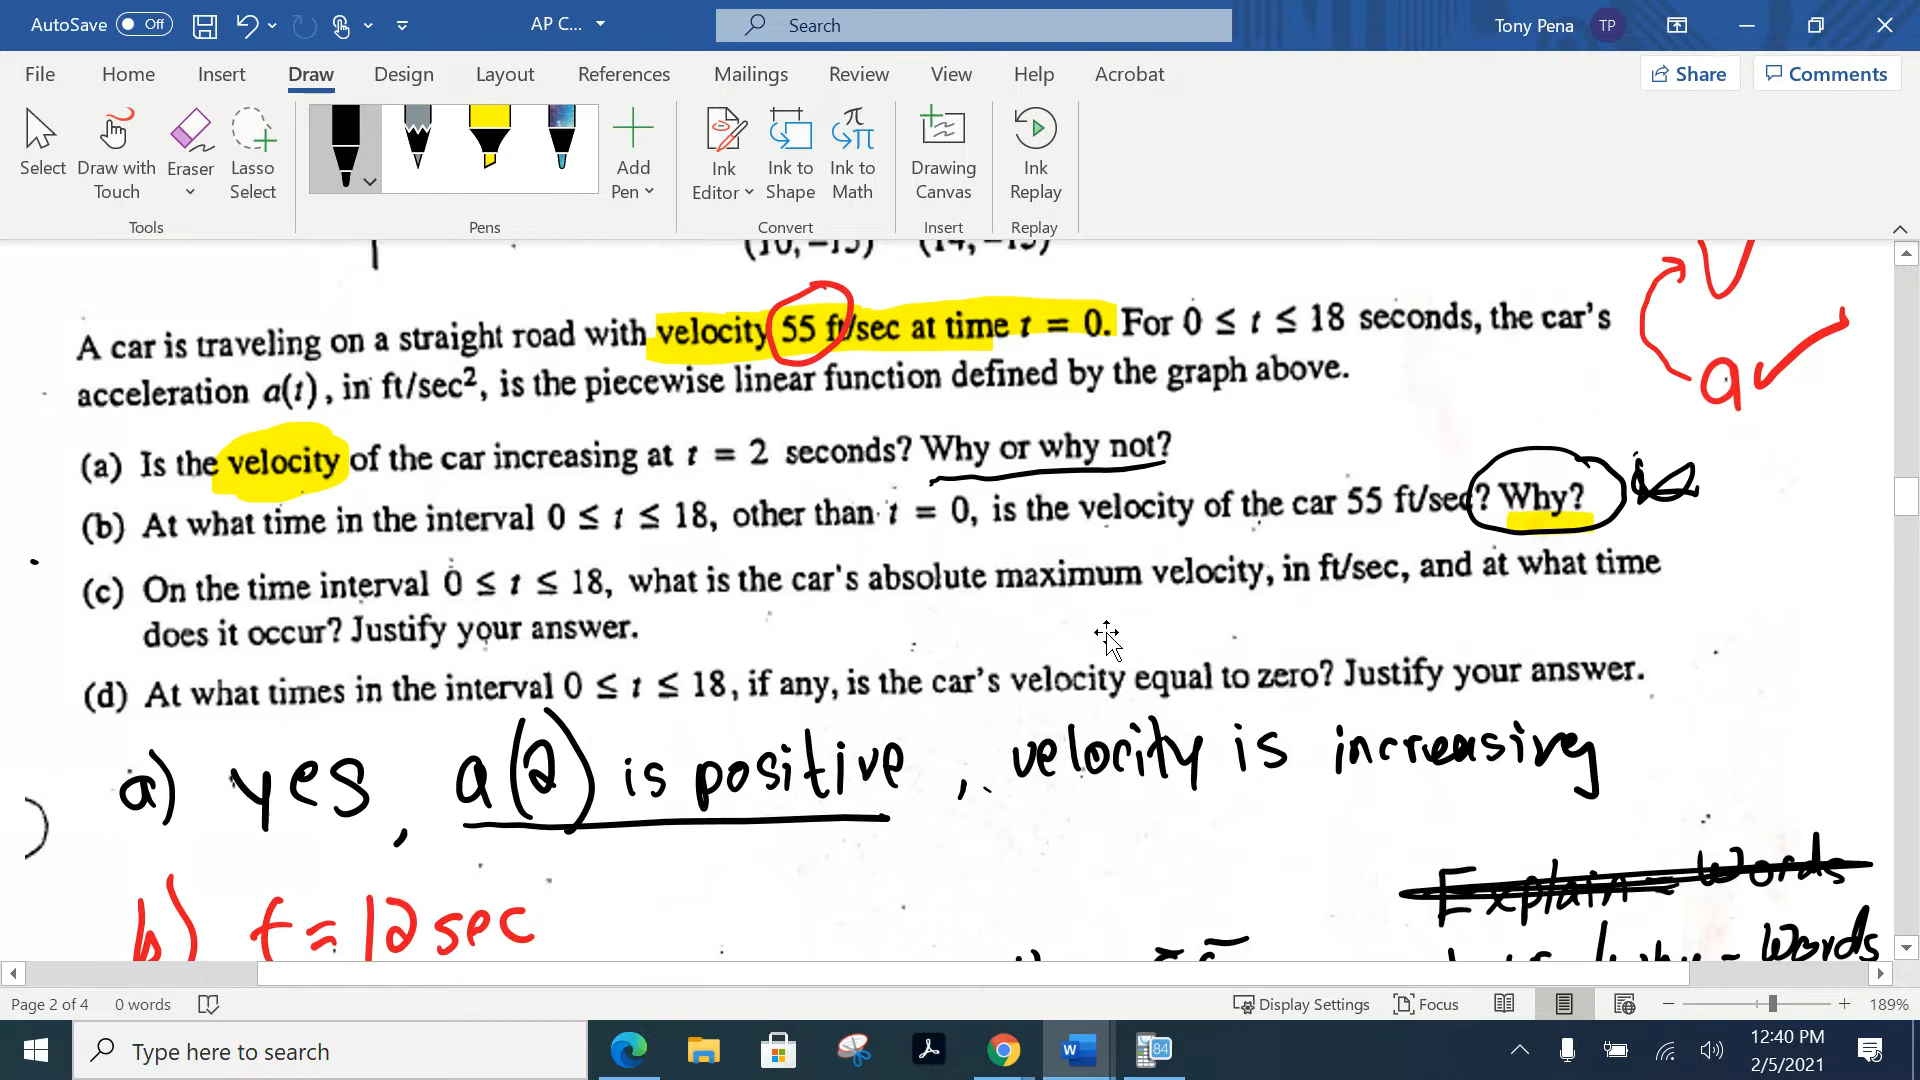 AutoSave Off AP C... Search Tony Pena TP
File Home Insert Draw Design Layout References Mailings Review View Help Acrobat Share Comments
Select Draw with Touch Eraser Lasso Select Add Pen Ink Editor Ink to Shape Ink to Math Drawing Canvas Ink Replay
Tools Pens Convert Insert Replay
(10, −15) (14, −15)
A car is traveling on a straight road with velocity 55 ft/sec at time t = 0. For 0 ≤ t ≤ 18 seconds, the car's
acceleration a(t), in ft/sec², is the piecewise linear function defined by the graph above.
a
(a) Is the velocity of the car increasing at t = 2 seconds? Why or why not?
(b) At what time in the interval 0 ≤ t ≤ 18, other than t = 0, is the velocity of the car 55 ft/sec? Why?
(c) On the time interval 0 ≤ t ≤ 18, what is the car's absolute maximum velocity, in ft/sec, and at what time
does it occur? Justify your answer.
(d) At what times in the interval 0 ≤ t ≤ 18, if any, is the car's velocity equal to zero? Justify your answer.
a) yes, a(2) is positive, velocity is increasing
Explain = words
b) t = 12 sec
words
Page 2 of 4 0 words Display Settings Focus 189%
Type here to search 84 12:40 PM
2/5/2021